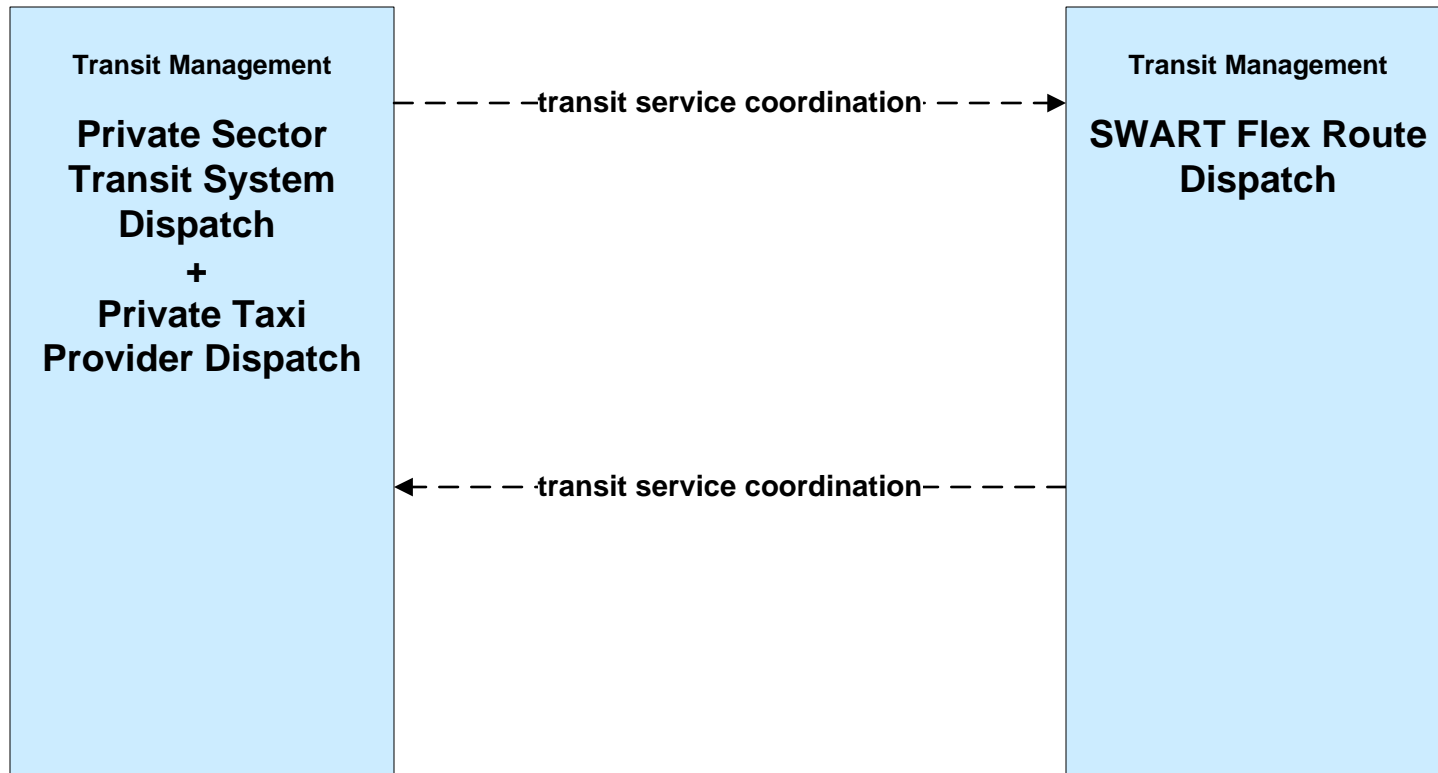 Transit Management
Private Sector
Transit System
Dispatch
+
Private Taxi
Provider Dispatch
transit service coordination
transit service coordination
Transit Management
SWART Flex Route
Dispatch